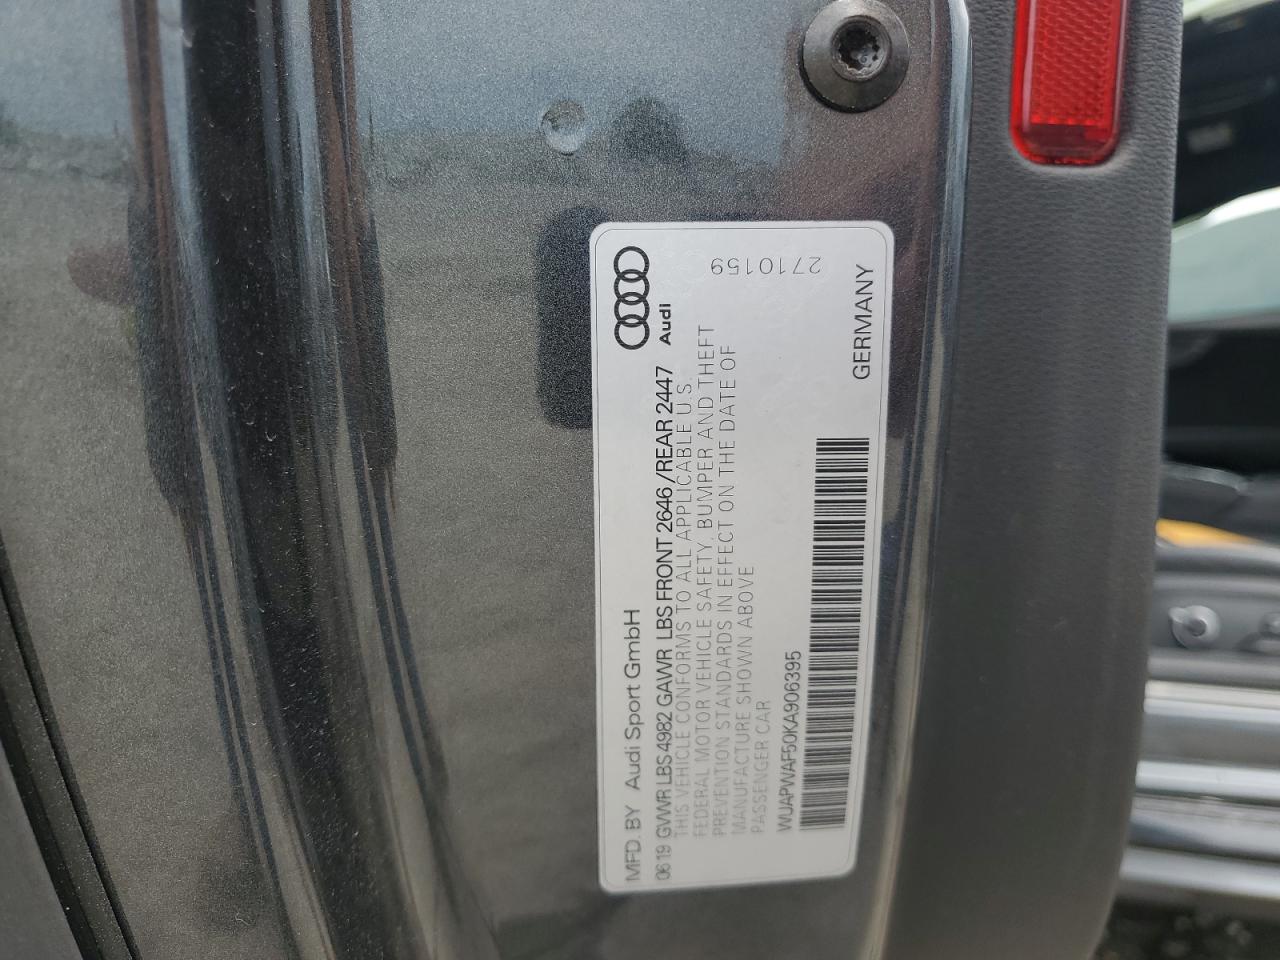 MFD. BY Audi Sport GmbH
0619 GVWR LBS 4982 GAWR LBS FRONT 2646 /REAR 2447
Audi
THIS VEHICLE CONFORMS TO ALL APPLICABLE U.S.
FEDERAL MOTOR VEHICLE SAFETY, BUMPER AND THEFT
PREVENTION STANDARDS IN EFFECT ON THE DATE OF
MANUFACTURE SHOWN ABOVE
PASSENGER CAR
WUAPWAF50KA906395
GERMANY
2710159